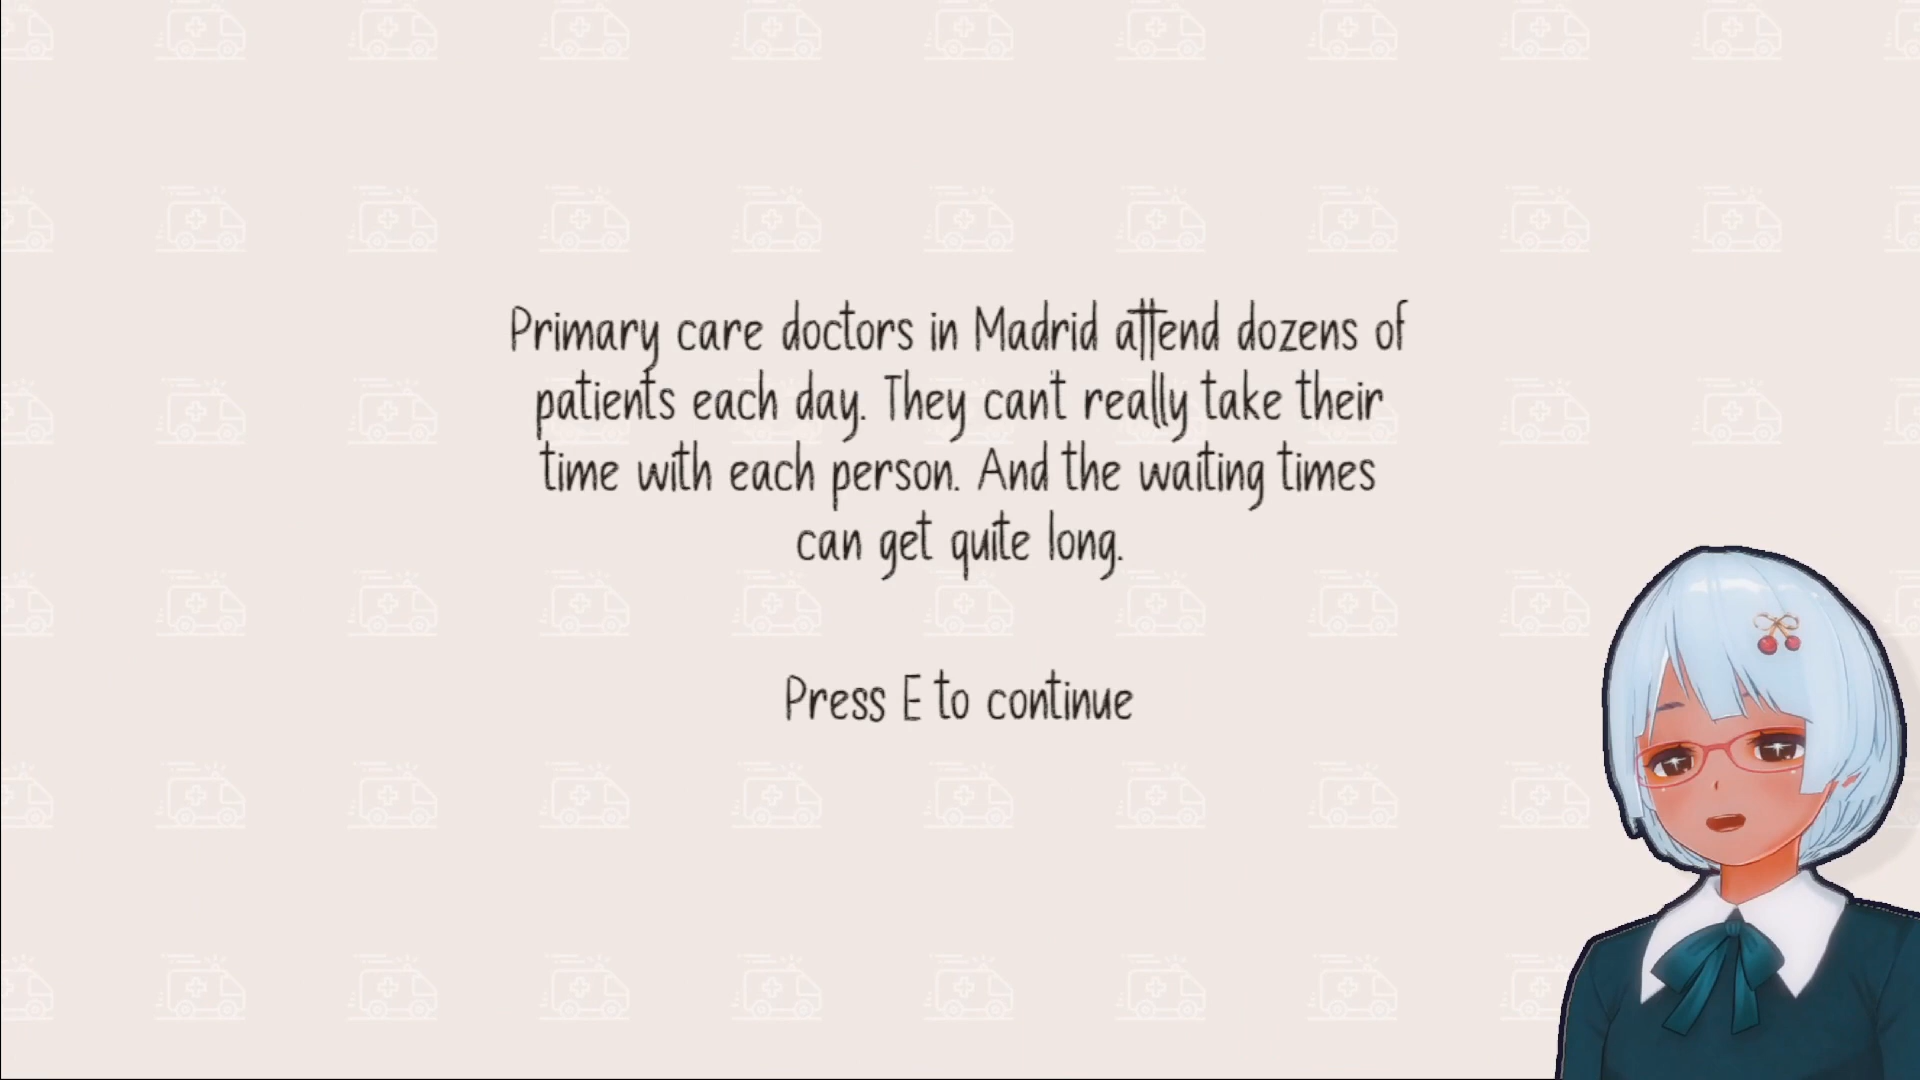 Primary care doctors in Madrid attend dozens of
patients each day. They can't really take their
time with each person. And the waiting times
can get quite long.
Press E to continue